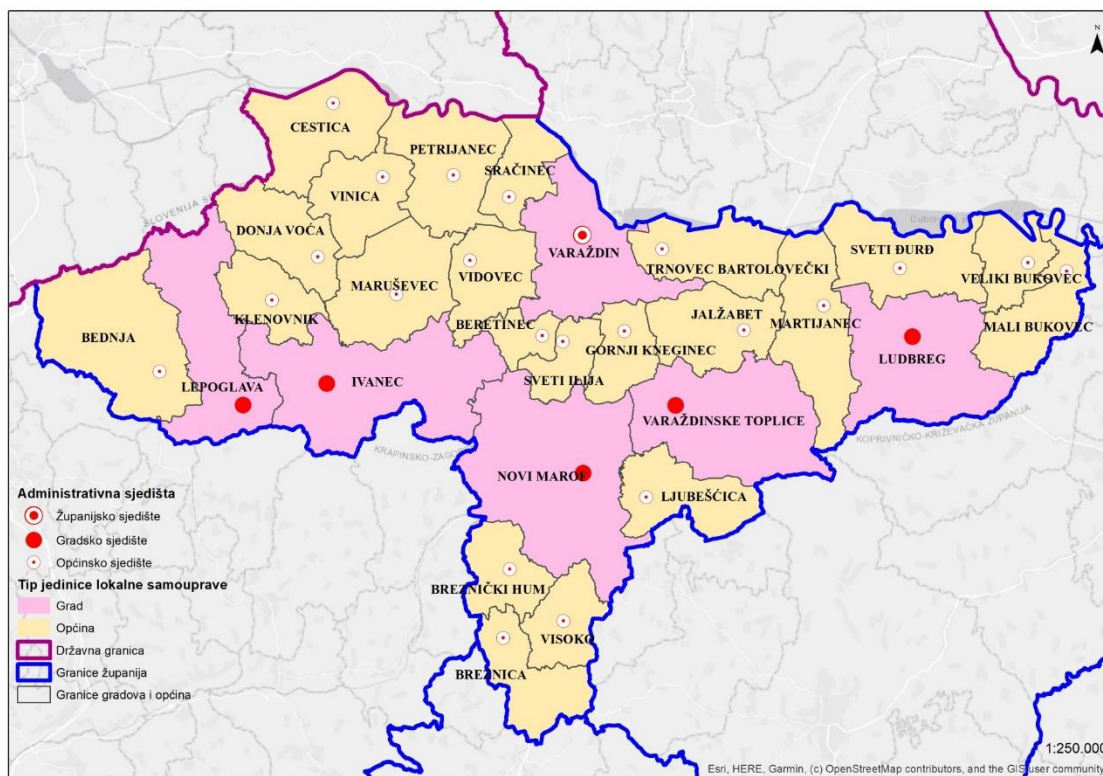 N
CESTICA
PETRIJANEC
SRAČINEC
VINICA
SLOVENIJA
DONJA VOĆA
VARAŽDIN
VIDOVEC
TRNOVEC BARTOLOVEČKI
SVETI ĐURĐ
VELIKI BUKOVEC
MARUŠEVEC
KLENOVNIK
BEDNJA
BERETINEC
JALŽABET
MARTIJANEC
MALI BUKOVEC
GORNJI KNEGINEC
LUDBREG
LEPOGLAVA
IVANEC
SVETI ILIJA
VARAŽDINSKE TOPLICE
KOPRIVNIČKO-KRIŽEVAČKA ŽUPANIJA
KRAPINSKO-ZAGO
NOVI MAROF
LJUBEŠĆICA
BREZNIČKI HUM
VISOKO
BREZNICA
Administrativna sjedišta
Županijsko sjedište
Gradsko sjedište
Općinsko sjedište
Tip jedinice lokalne samouprave
Grad
Općina
Državna granica
Granice županija
Granice gradova i općina
1:250.000
Esri, HERE, Garmin, (c) OpenStreetMap contributors, and the GIS user community